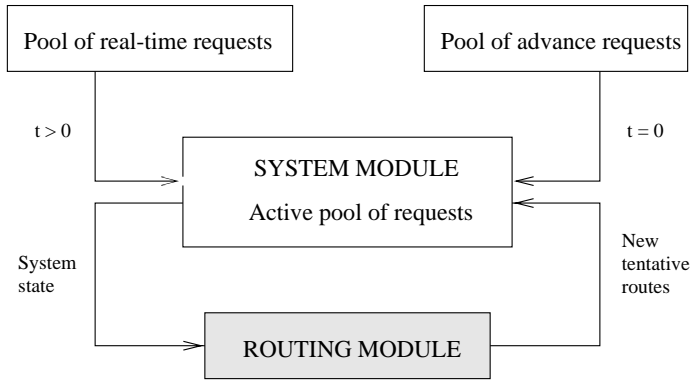 Pool of real-time requests
Pool of advance requests
t > 0
t = 0
SYSTEM MODULE
Active pool of requests
System
state
New
tentative
routes
ROUTING MODULE